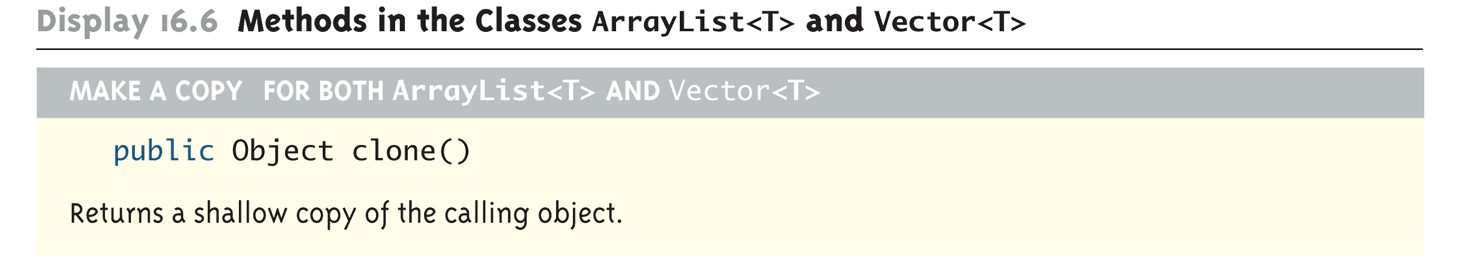 Display 16.6 Methods in the Classes ArrayList<T> and Vector<T>
MAKE A COPY FOR BOTH ArrayList<T> AND Vector<T>
public Object clone()
Returns a shallow copy of the calling object.